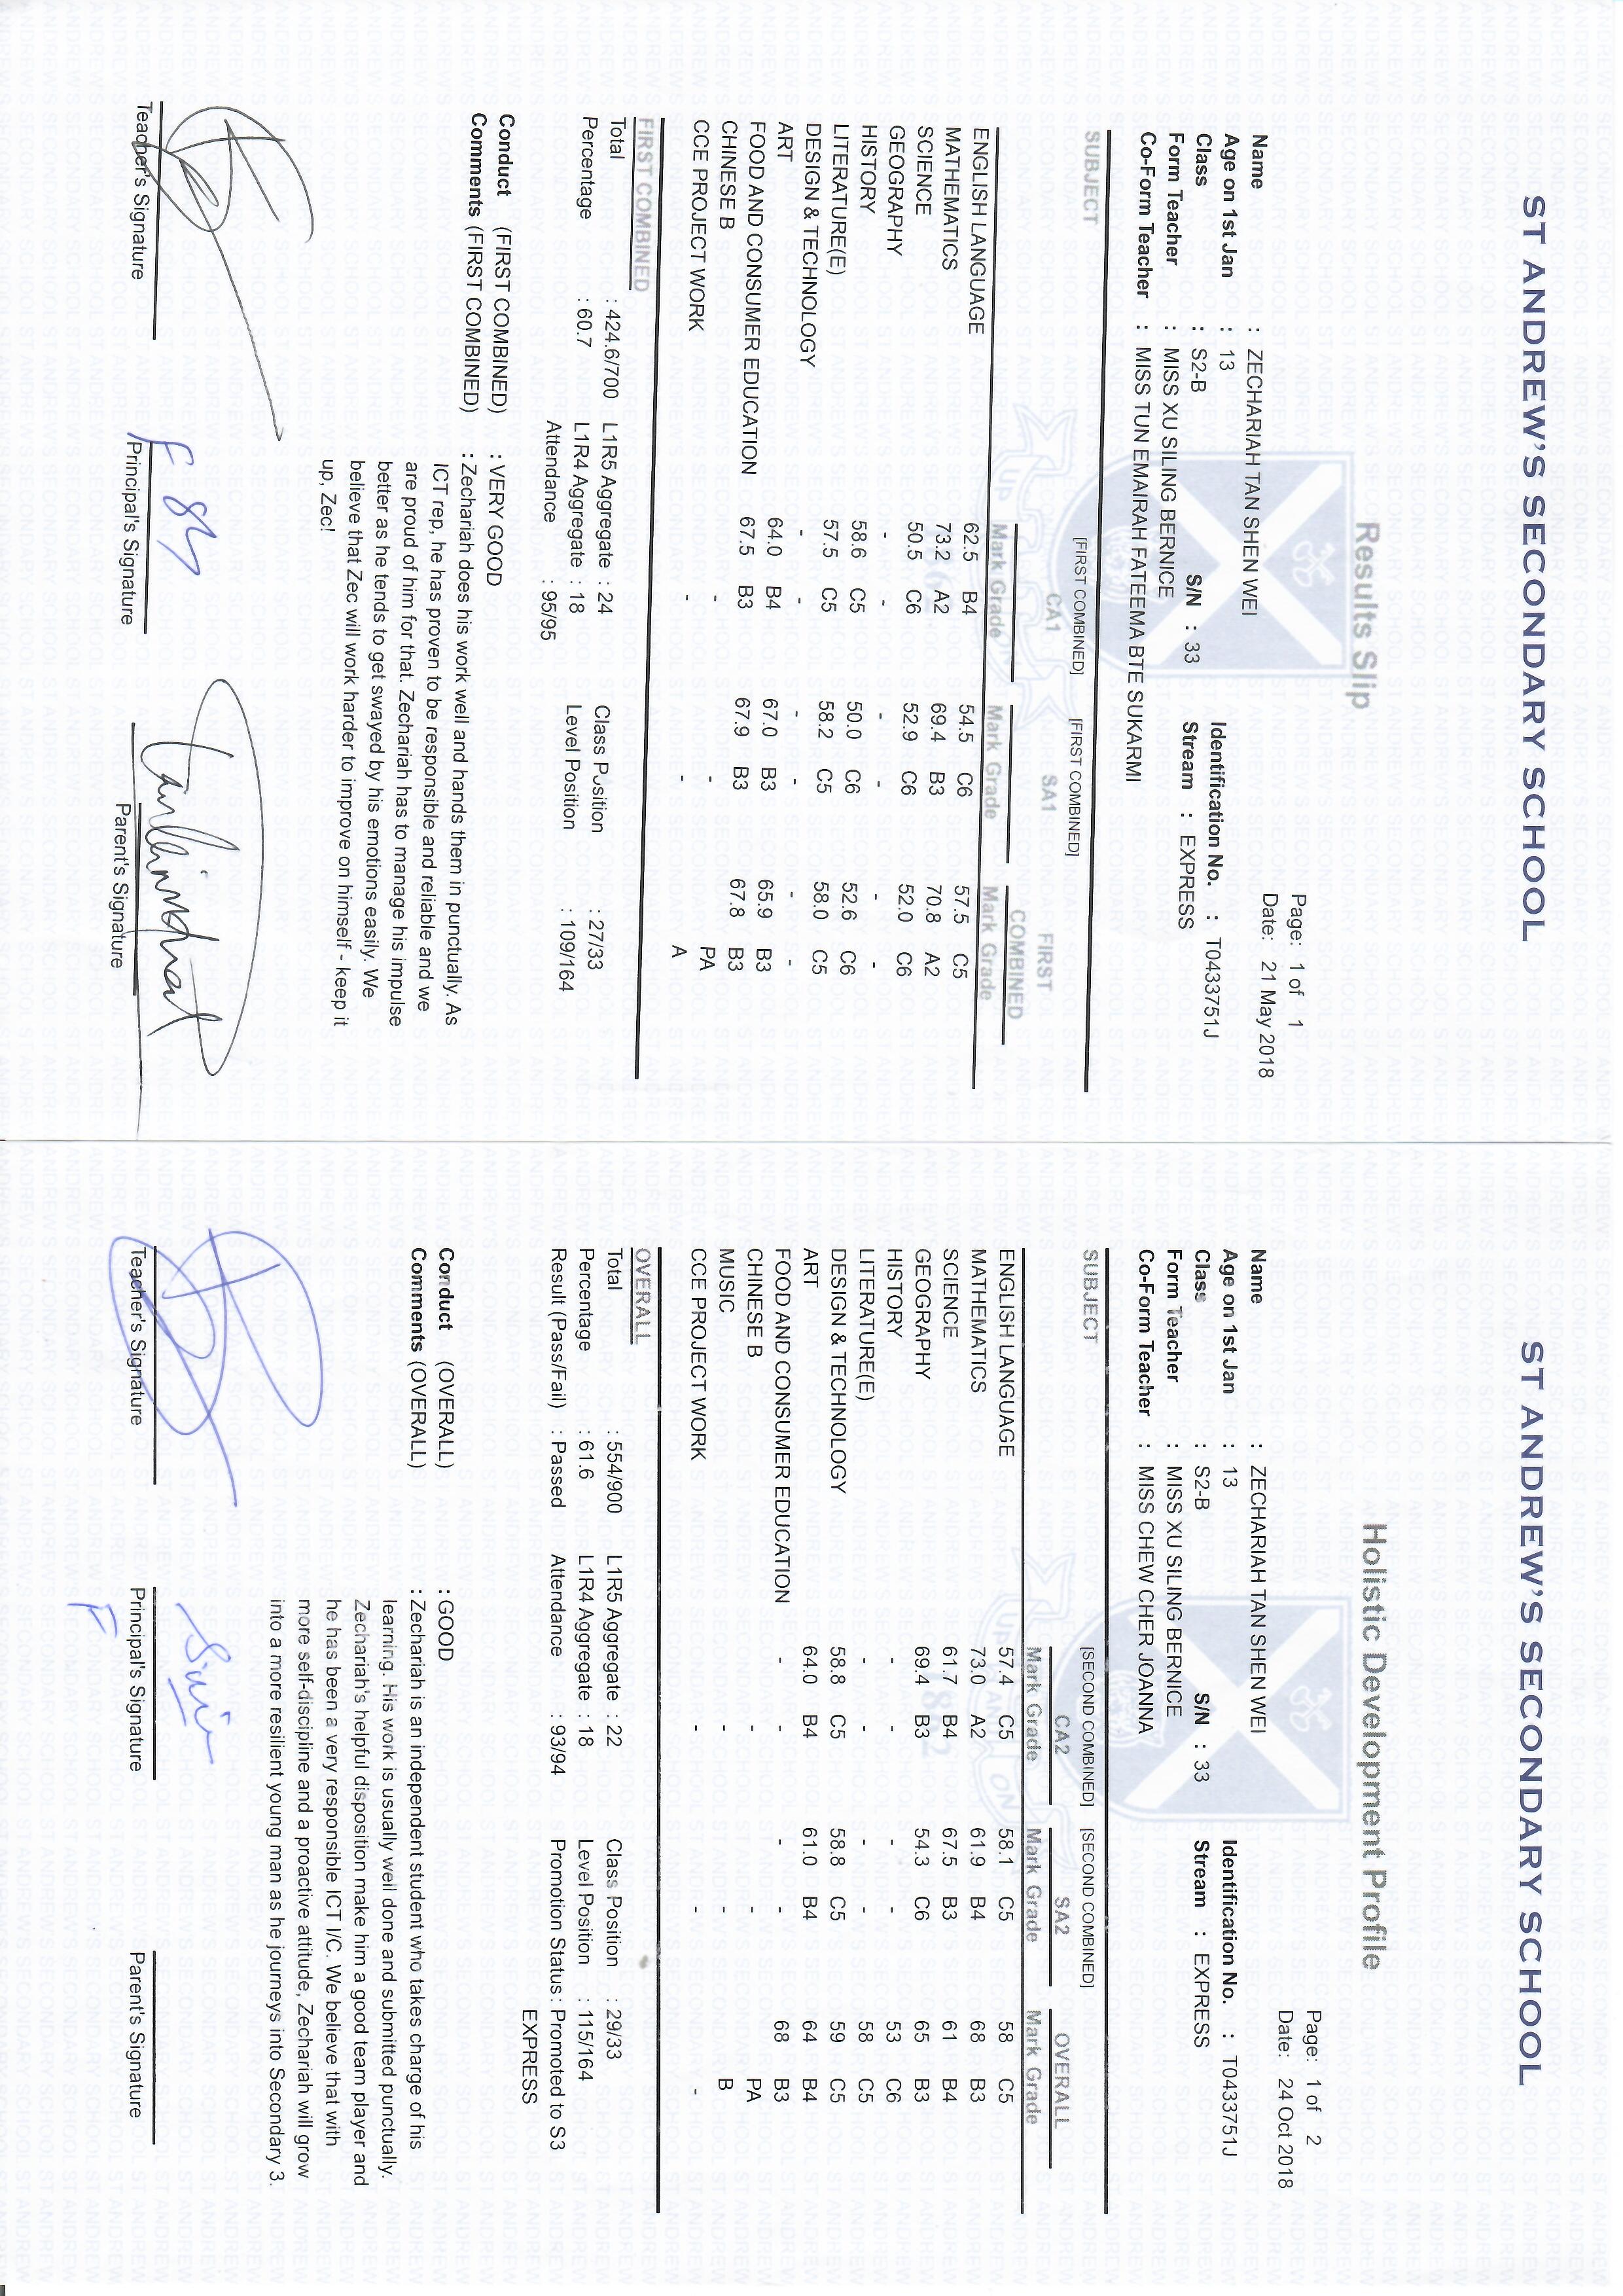 ST ANDREW'S SECONDARY SCHOOL
Results Slip
Page: 1 of 1
Date: 21 May 2018
Name : ZECHARIAH TAN SHEN WEI
Age on 1st Jan : 13 Identification No. : T0433751J
Class : S2-B S/N : 33 Stream : EXPRESS
Form Teacher : MISS XU SILING BERNICE
Co-Form Teacher : MISS TUN EMAIRAH FATEEMA BTE SUKARMI
SUBJECT [FIRST COMBINED] [FIRST COMBINED]
CA1 SA1 FIRST COMBINED
Mark Grade Mark Grade Mark Grade
ENGLISH LANGUAGE 62.5 B4 54.5 C6 57.5 C5
MATHEMATICS 73.2 A2 69.4 B3 70.8 A2
SCIENCE 50.5 C6 52.9 C6 52.0 C6
GEOGRAPHY - - - - - -
HISTORY 58.6 C5 50.0 C6 52.6 C6
LITERATURE(E) 57.5 C5 58.2 C5 58.0 C5
DESIGN & TECHNOLOGY - - - - - -
ART 64.0 B4 67.0 B3 65.9 B3
FOOD AND CONSUMER EDUCATION 67.5 B3 67.9 B3 67.8 B3
CHINESE B - - PA
CCE PROJECT WORK - - A
FIRST COMBINED
Total : 424.6/700 L1R5 Aggregate : 24 Class Position : 27/33
Percentage : 60.7 L1R4 Aggregate : 18 Level Position : 109/164
Attendance : 95/95
Conduct (FIRST COMBINED) : VERY GOOD
Comments (FIRST COMBINED) : Zechariah does his work well and hands them in punctually. As
ICT rep, he has proven to be responsible and reliable and we
are proud of him for that. Zechariah has to manage his impulse
better as he tends to get swayed by his emotions easily. We
believe that Zec will work harder to improve on himself - keep it
up, Zec!
Teacher's Signature Principal's Signature Parent's Signature
ST ANDREW'S SECONDARY SCHOOL
Holistic Development Profile
Page: 1 of 2
Date: 24 Oct 2018
Name : ZECHARIAH TAN SHEN WEI
Age on 1st Jan : 13 Identification No. : T0433751J
Class : S2-B S/N : 33 Stream : EXPRESS
Form Teacher : MISS XU SILING BERNICE
Co-Form Teacher : MISS CHEW CHER JOANNA
SUBJECT [SECOND COMBINED] [SECOND COMBINED]
CA2 SA2 OVERALL
Mark Grade Mark Grade Mark Grade
ENGLISH LANGUAGE 57.4 C5 58.1 C5 58 C5
MATHEMATICS 73.0 A2 61.9 B4 68 B3
SCIENCE 61.7 B4 67.5 B3 61 B4
GEOGRAPHY 69.4 B3 54.3 C6 65 B3
HISTORY - - - - 53 C6
LITERATURE(E) - - - - 58 C5
DESIGN & TECHNOLOGY 58.8 C5 58.8 C5 59 C5
ART 64.0 B4 61.0 B4 64 B4
FOOD AND CONSUMER EDUCATION - - - - 68 B3
CHINESE B - - PA
MUSIC - - B
CCE PROJECT WORK - - -
OVERALL
Total : 554/900 L1R5 Aggregate : 22 Class Position : 29/33
Percentage : 61.6 L1R4 Aggregate : 18 Level Position : 115/164
Result (Pass/Fail) : Passed Attendance : 93/94 Promotion Status : Promoted to S3
EXPRESS
Conduct (OVERALL) : GOOD
Comments (OVERALL) : Zechariah is an independent student who takes charge of his
learning. His work is usually well done and submitted punctually.
Zechariah's helpful disposition make him a good team player and
he has been a very responsible ICT I/C. We believe that with
more self-discipline and a proactive attitude, Zechariah will grow
into a more resilient young man as he journeys into Secondary 3.
Teacher's Signature Principal's Signature Parent's Signature